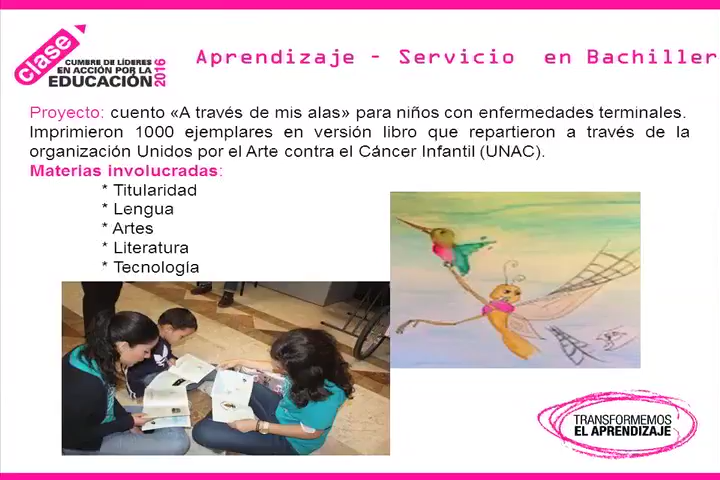 clase
CUMBRE DE LÍDERES
EN ACCIÓN POR LA
EDUCACIÓN
2016
Aprendizaje - Servicio en Bachiller
Proyecto: cuento «A través de mis alas» para niños con enfermedades terminales.
Imprimieron 1000 ejemplares en versión libro que repartieron a través de la
organización Unidos por el Arte contra el Cáncer Infantil (UNAC).
Materias involucradas:
* Titularidad
* Lengua
* Artes
* Literatura
* Tecnología
TRANSFORMEMOS
EL APRENDIZAJE